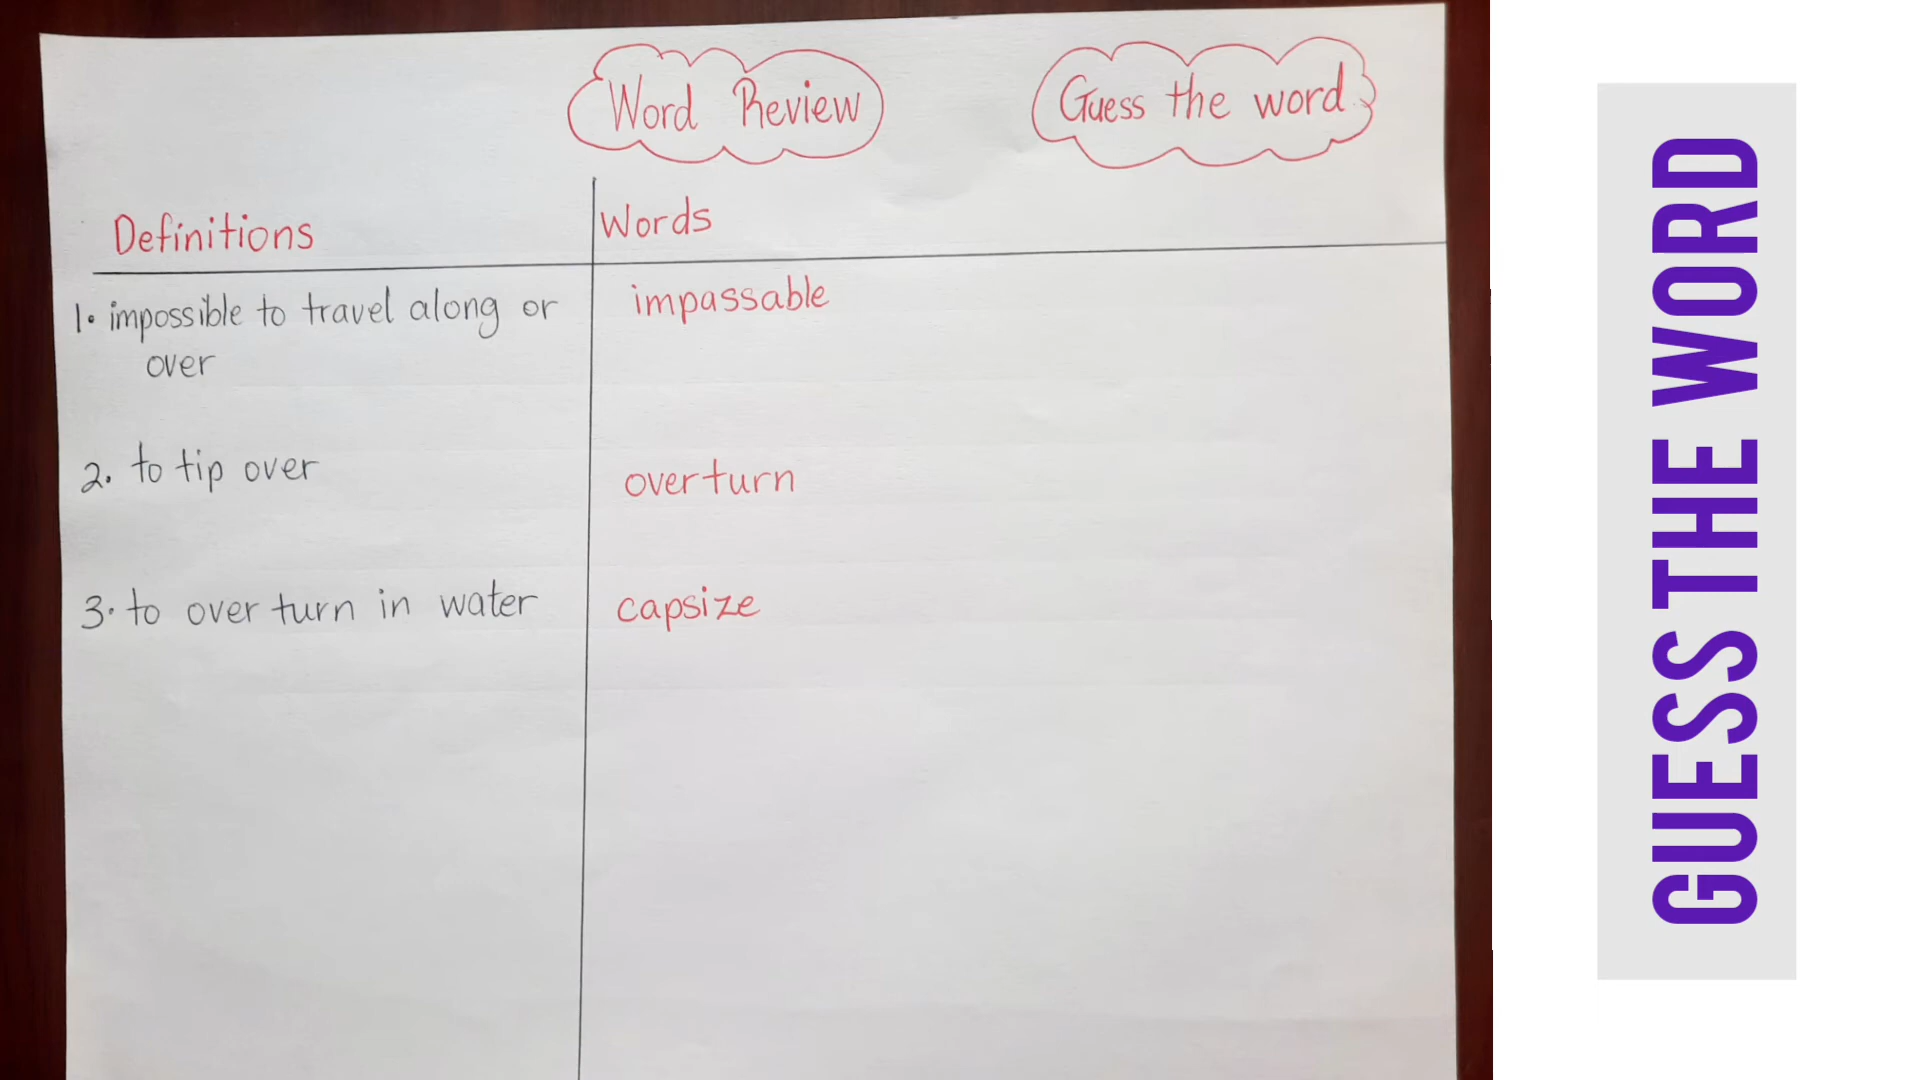 Word Review
Guess the word
Definitions
Words
1. impossible to travel along or
over
impassable
2. to tip over
overturn
3. to over turn in water
capsize
GUESS THE WORD